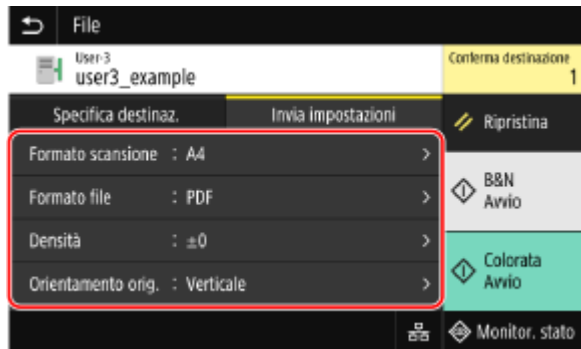 File
User-3
user3_example
Conferma destinazione
1
Specifica destinaz.
Invia impostazioni
Ripristina
Formato scansione : A4
Formato file : PDF
Densità : ±0
Orientamento orig. : Verticale
B&N
Avvio
Colorata
Avvio
Monitor. stato